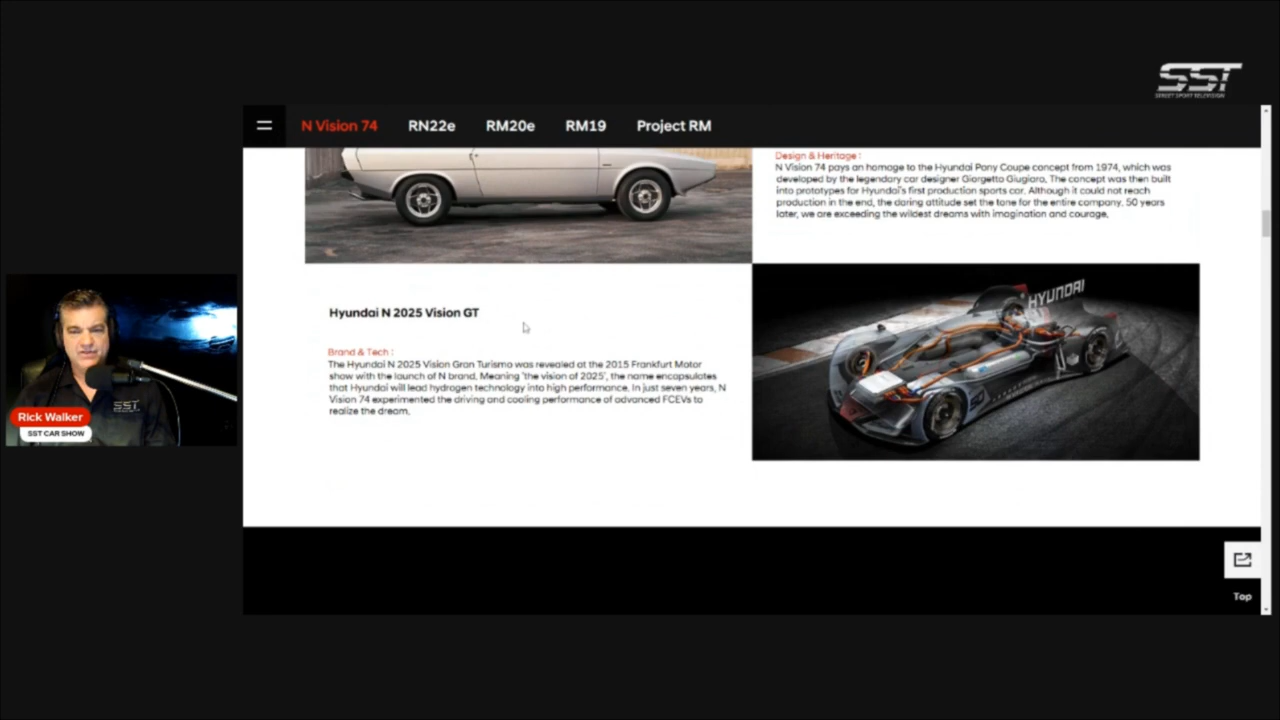 SST
STREET SPORT TELEVISION
N Vision 74 RN22e RM20e RM19 Project RM
Design & Heritage :
N Vision 74 pays an homage to the Hyundai Pony Coupe concept from 1974, which was
developed by the legendary car designer Giorgetto Giugiaro. The concept was then built
into prototypes for Hyundai's first production sports car. Although it could not reach
production in the end, the daring attitude set the tone for the entire company. 50 years
later, we are exceeding the wildest dreams with imagination and courage.
Hyundai N 2025 Vision GT
Brand & Tech :
The Hyundai N 2025 Vision Gran Turismo was revealed at the 2015 Frankfurt Motor
show with the launch of N brand. Meaning 'the vision of 2025', the name encapsulates
that Hyundai will lead hydrogen technology into high performance. In just seven years, N
Vision 74 experimented the driving and cooling performance of advanced FCEVs to
realize the dream.
HYUNDAI
SST
Rick Walker
SST CAR SHOW
Top